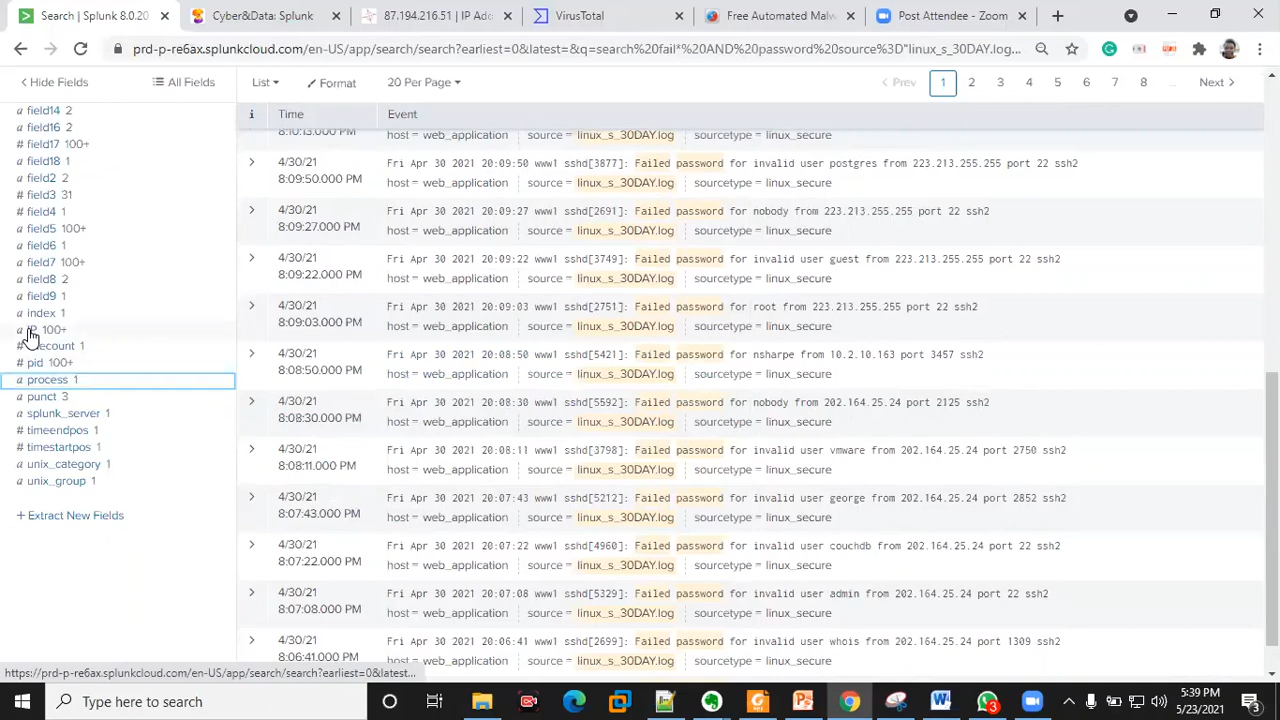 Search | Splunk 8.0.20
Cyber&Data: Splunk
87.194.216.51 | IP Add
VirusTotal
Free Automated Malw
Post Attendee - Zoom
prd-p-re6ax.splunkcloud.com/en-US/app/search/search?earliest=0&latest=&q=search%20fail*%20AND%20password%20source%3D"linux_s_30DAY.log...
Hide Fields
All Fields
List
Format
20 Per Page
Prev 1 2 3 4 5 6 7 8 ... Next
i Time Event
a field14 2
a field16 2
# field17 100+
a field18 1
a field2 2
# field3 31
# field4 1
a field5 100+
a field6 1
# field7 100+
a field8 2
a field9 1
a index 1
a IP 100+
# ecount 1
# pid 100+
a process 1
a punct 3
a splunk_server 1
# timeendpos 1
# timestartpos 1
a unix_category 1
a unix_group 1
+ Extract New Fields
8:10:13.000 PM
host = web_application source = linux_s_30DAY.log sourcetype = linux_secure
4/30/21 Fri Apr 30 2021 20:09:50 www1 sshd[3877]: Failed password for invalid user postgres from 223.213.255.255 port 22 ssh2
8:09:50.000 PM host = web_application source = linux_s_30DAY.log sourcetype = linux_secure
4/30/21 Fri Apr 30 2021 20:09:27 www1 sshd[2691]: Failed password for nobody from 223.213.255.255 port 22 ssh2
8:09:27.000 PM host = web_application source = linux_s_30DAY.log sourcetype = linux_secure
4/30/21 Fri Apr 30 2021 20:09:22 www1 sshd[3749]: Failed password for invalid user guest from 223.213.255.255 port 22 ssh2
8:09:22.000 PM host = web_application source = linux_s_30DAY.log sourcetype = linux_secure
4/30/21 Fri Apr 30 2021 20:09:03 www1 sshd[2751]: Failed password for root from 223.213.255.255 port 22 ssh2
8:09:03.000 PM host = web_application source = linux_s_30DAY.log sourcetype = linux_secure
4/30/21 Fri Apr 30 2021 20:08:50 www1 sshd[5421]: Failed password for nsharpe from 10.2.10.163 port 3457 ssh2
8:08:50.000 PM host = web_application source = linux_s_30DAY.log sourcetype = linux_secure
4/30/21 Fri Apr 30 2021 20:08:30 www1 sshd[5592]: Failed password for nobody from 202.164.25.24 port 2125 ssh2
8:08:30.000 PM host = web_application source = linux_s_30DAY.log sourcetype = linux_secure
4/30/21 Fri Apr 30 2021 20:08:11 www1 sshd[3798]: Failed password for invalid user vmware from 202.164.25.24 port 2750 ssh2
8:08:11.000 PM host = web_application source = linux_s_30DAY.log sourcetype = linux_secure
4/30/21 Fri Apr 30 2021 20:07:43 www1 sshd[5212]: Failed password for invalid user george from 202.164.25.24 port 2852 ssh2
8:07:43.000 PM host = web_application source = linux_s_30DAY.log sourcetype = linux_secure
4/30/21 Fri Apr 30 2021 20:07:22 www1 sshd[4960]: Failed password for invalid user couchdb from 202.164.25.24 port 22 ssh2
8:07:22.000 PM host = web_application source = linux_s_30DAY.log sourcetype = linux_secure
4/30/21 Fri Apr 30 2021 20:07:08 www1 sshd[5329]: Failed password for invalid user admin from 202.164.25.24 port 22 ssh2
8:07:08.000 PM host = web_application source = linux_s_30DAY.log sourcetype = linux_secure
4/30/21 Fri Apr 30 2021 20:06:41 www1 sshd[2699]: Failed password for invalid user whois from 202.164.25.24 port 1309 ssh2
8:06:41.000 PM host = web_application source = linux_s_30DAY.log sourcetype = linux_secure
https://prd-p-re6ax.splunkcloud.com/en-US/app/search/search?earliest=0&latest...
Type here to search
5:39 PM
5/23/2021